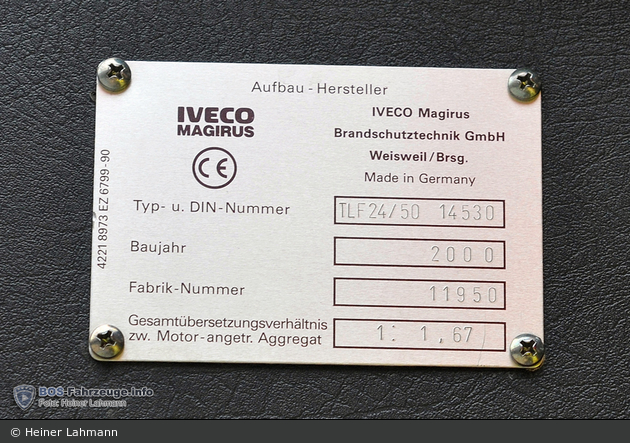 Aufbau - Hersteller
IVECO
MAGIRUS
CE
IVECO Magirus
Brandschutztechnik GmbH
Weisweil/Brsg.
Made in Germany
4221 8973 EZ 6799-90
Typ- u. DIN-Nummer TLF24/50 14530
Baujahr 2000
Fabrik-Nummer 11950
Gesamtübersetzungsverhältnis
zw. Motor-angetr. Aggregat 1: 1,67
BOS-Fahrzeuge.Info
Foto: Heiner Lahmann
© Heiner Lahmann